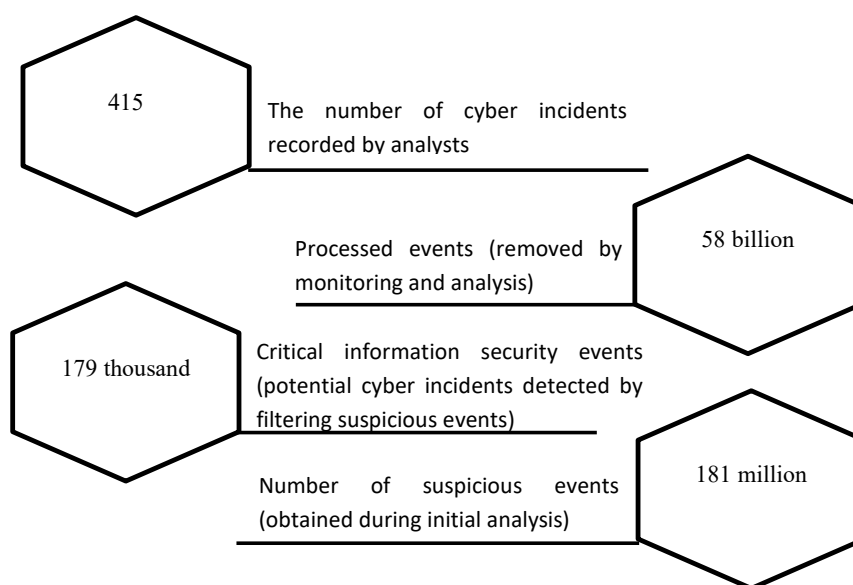 415
The number of cyber incidents
recorded by analysts
58 billion
Processed events (removed by
monitoring and analysis)
179 thousand
Critical information security events
(potential cyber incidents detected by
filtering suspicious events)
181 million
Number of suspicious events
(obtained during initial analysis)